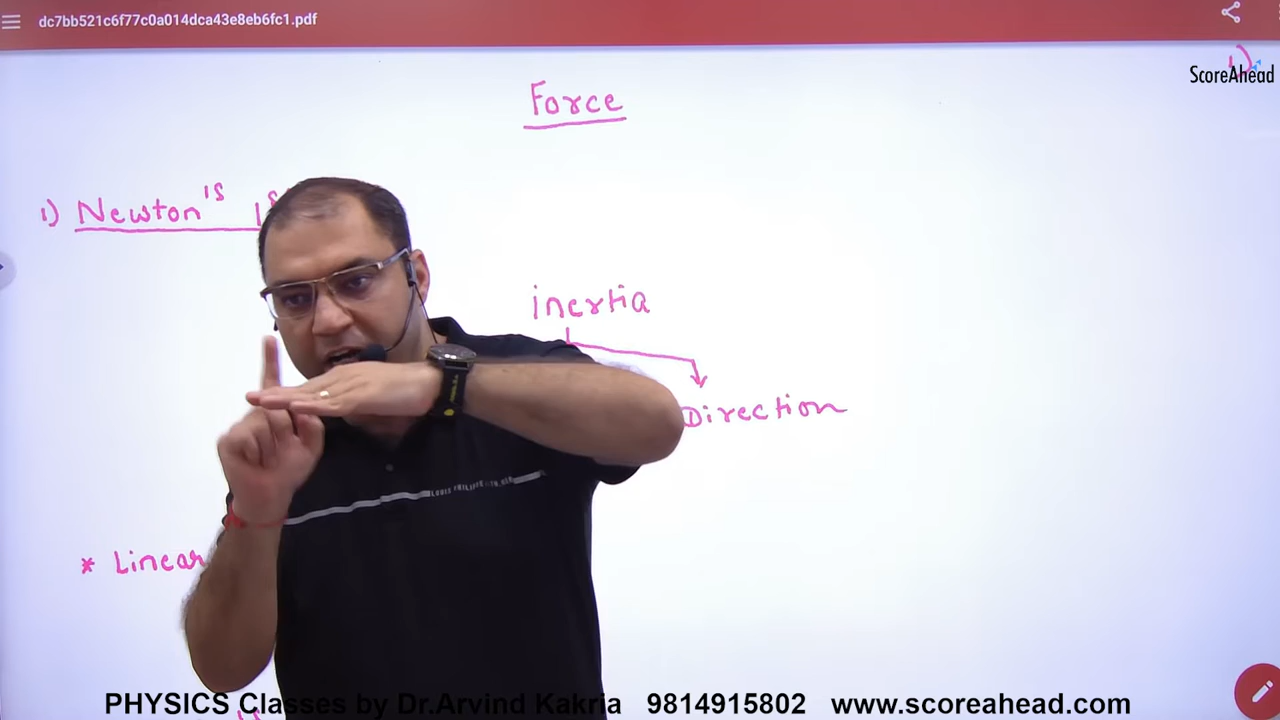 dc7bb521c6f77c0a014dca43e8eb6fc1.pdf
ScoreAhead
Force
1) Newton's 1s
inertia
Direction
* Linear
PHYSICS Classes by Dr.Arvind Kakria 9814915802 www.scoreahead.com